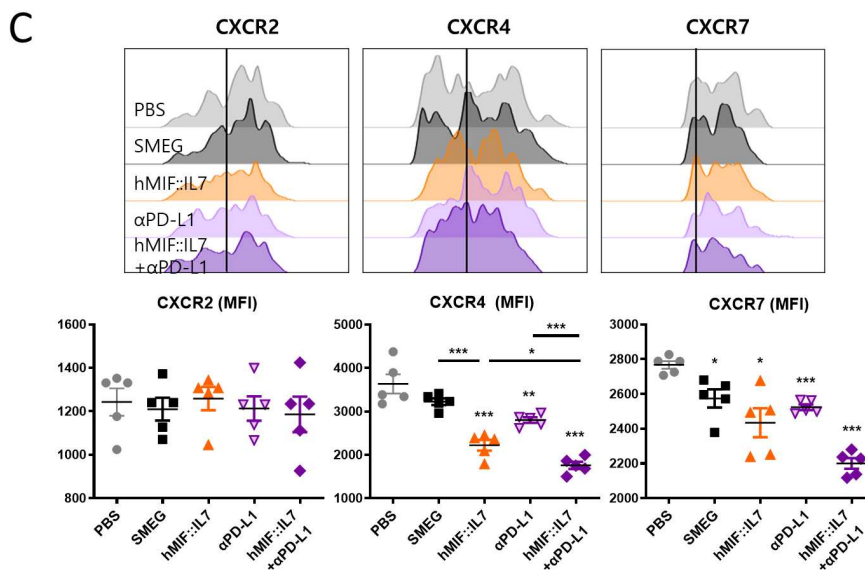 C
CXCR2 CXCR4 CXCR7
PBS
SMEG
hMIF::IL7
αPD-L1
hMIF::IL7
+αPD-L1
CXCR2 (MFI)
1600
1400
1200
1000
800
PBS
SMEG
hMIF::IL7
αPD-L1
hMIF::IL7
+αPD-L1
CXCR4 (MFI)
5000
4000
3000
2000
1000
***
*** *
***
**
***
PBS
SMEG
hMIF::IL7
αPD-L1
hMIF::IL7
+αPD-L1
CXCR7 (MFI)
3000
2800
2600
2400
2200
2000
* * *** ***
PBS
SMEG
hMIF::IL7
αPD-L1
hMIF::IL7
+αPD-L1